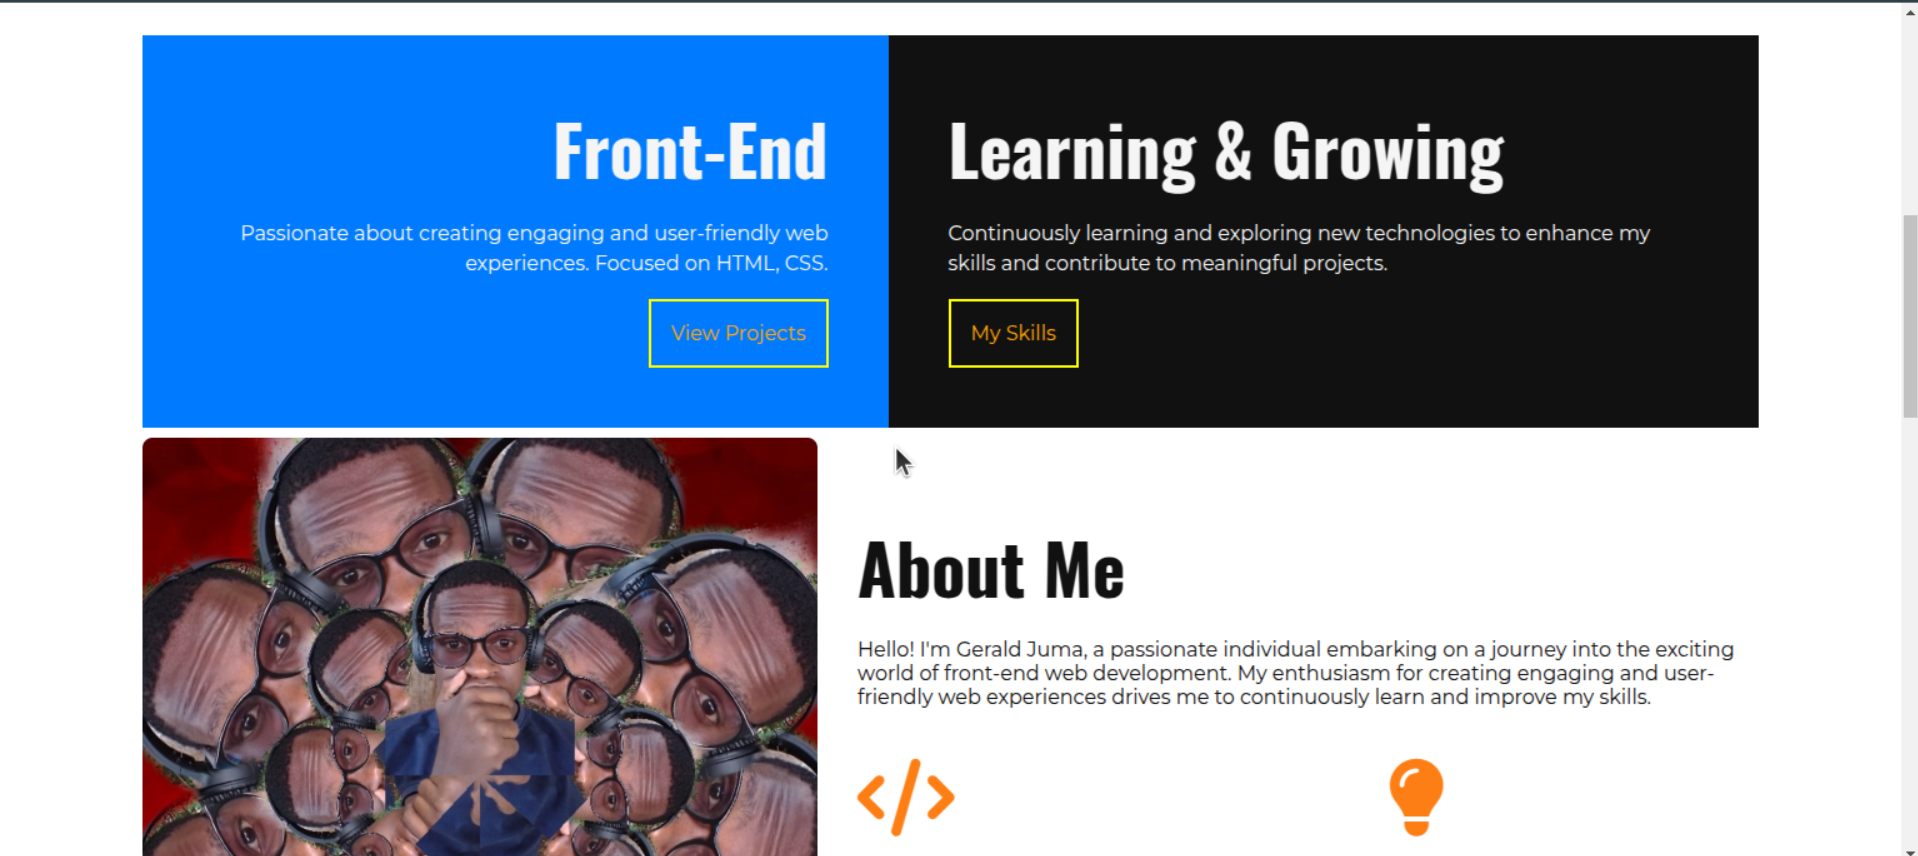 Front-End
Passionate about creating engaging and user-friendly web
experiences. Focused on HTML, CSS.
View Projects
Learning & Growing
Continuously learning and exploring new technologies to enhance my
skills and contribute to meaningful projects.
My Skills
About Me
Hello! I'm Gerald Juma, a passionate individual embarking on a journey into the exciting
world of front-end web development. My enthusiasm for creating engaging and user-
friendly web experiences drives me to continuously learn and improve my skills.